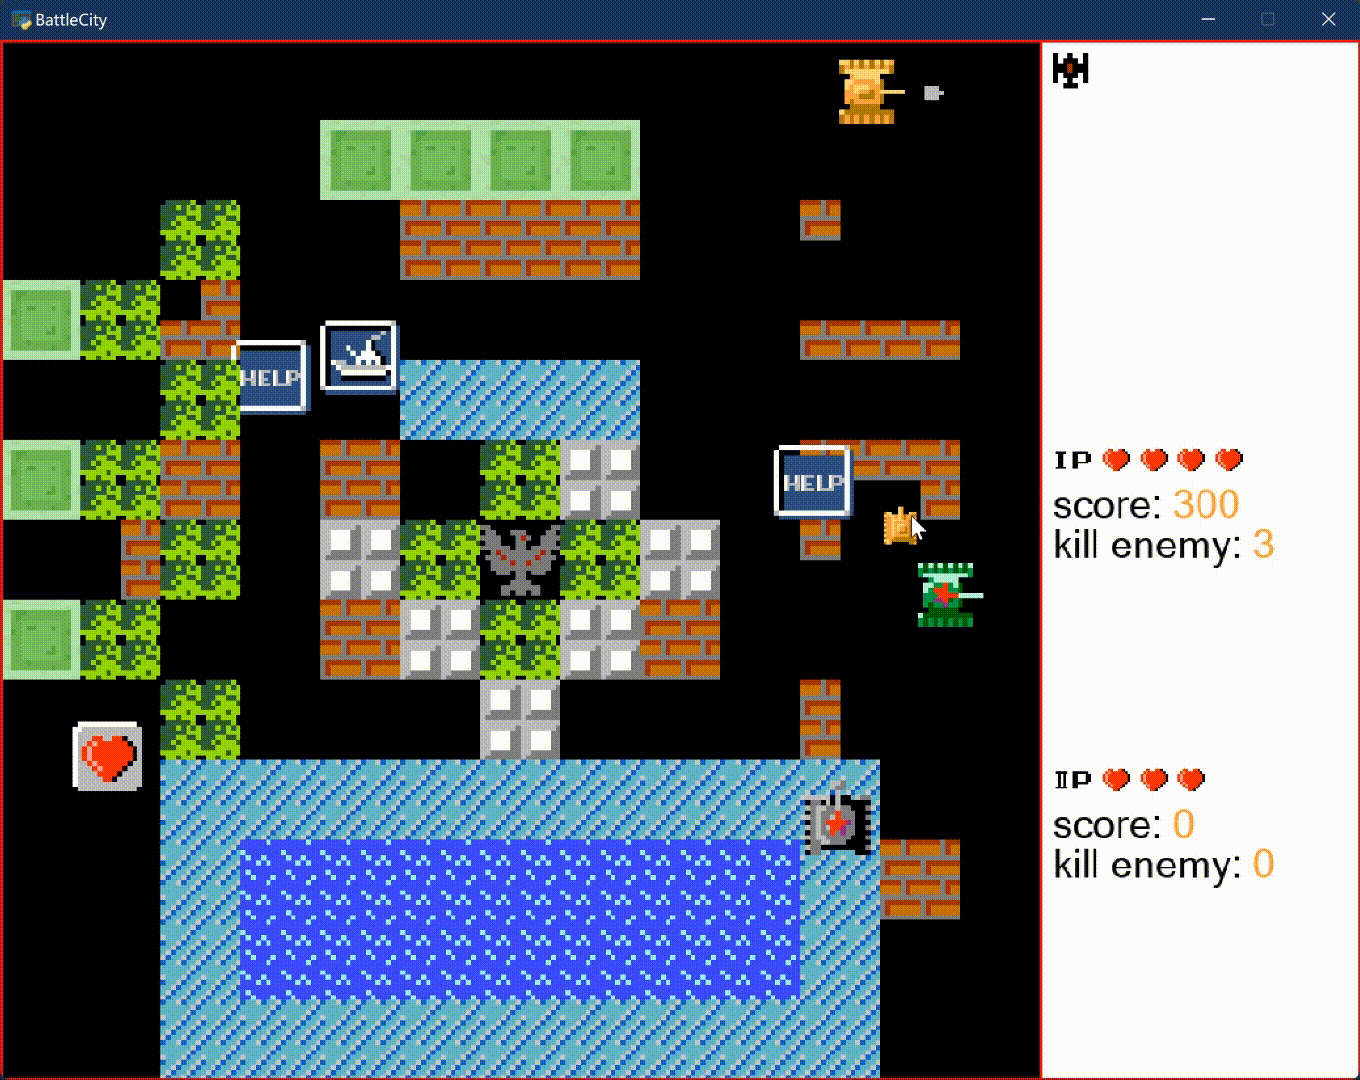 BattleCity
HELP
HELP
IP
score: 300
kill enemy: 3
IIP
score: 0
kill enemy: 0